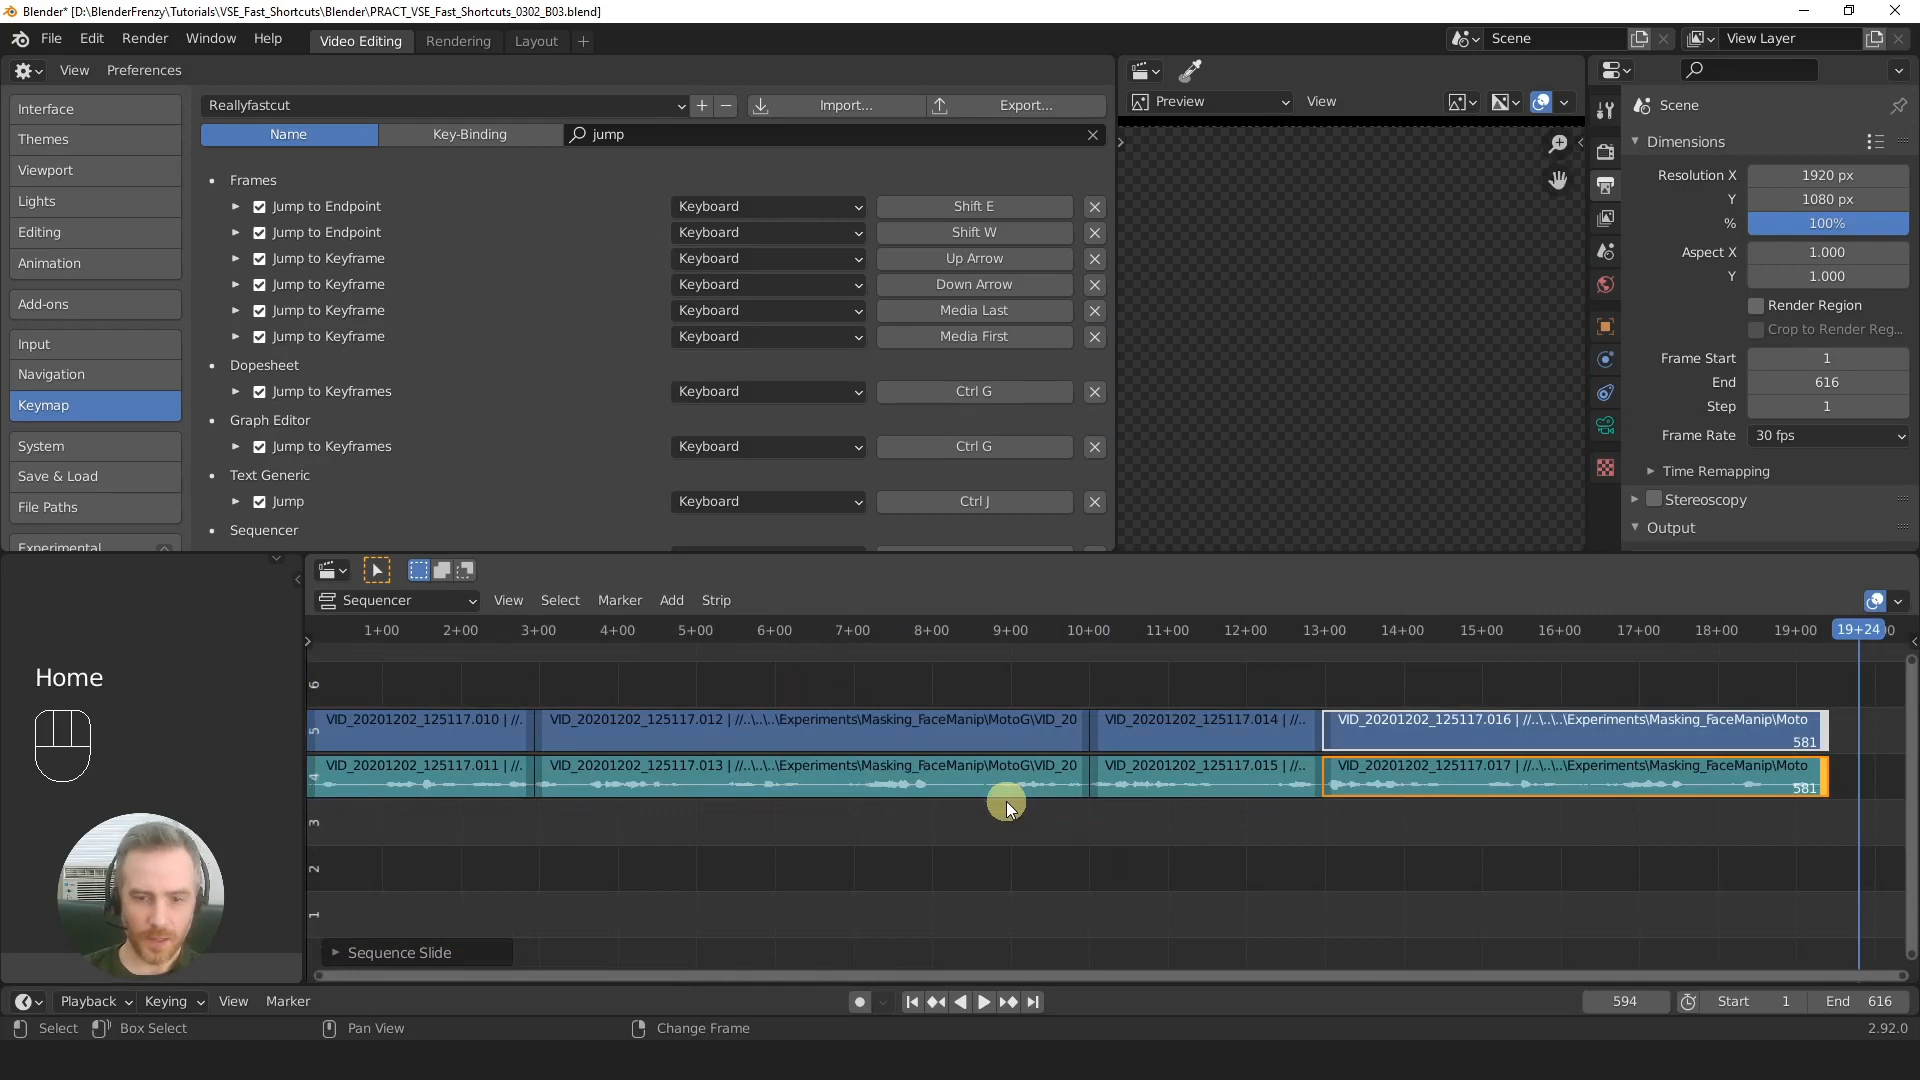 Blender* [D:\BlenderFrenzy\Tutorials\VSE_Fast_Shortcuts\Blender\PRACT_VSE_Fast_Shortcuts_0302_B03.blend]
File Edit Render Window Help Video Editing Rendering Layout + Scene View Layer
View Preferences
Interface
Themes
Viewport
Lights
Editing
Animation
Add-ons
Input
Navigation
Keymap
System
Save & Load
File Paths
Experimental
Reallyfastcut + − Import... Export...
Name Key-Binding jump
Frames
Jump to Endpoint Keyboard Shift E
Jump to Endpoint Keyboard Shift W
Jump to Keyframe Keyboard Up Arrow
Jump to Keyframe Keyboard Down Arrow
Jump to Keyframe Keyboard Media Last
Jump to Keyframe Keyboard Media First
Dopesheet
Jump to Keyframes Keyboard Ctrl G
Graph Editor
Jump to Keyframes Keyboard Ctrl G
Text Generic
Jump Keyboard Ctrl J
Sequencer
Preview View
Scene
Dimensions
Resolution X 1920 px
Y 1080 px
% 100%
Aspect X 1.000
Y 1.000
Render Region
Crop to Render Reg...
Frame Start 1
End 616
Step 1
Frame Rate 30 fps
Time Remapping
Stereoscopy
Output
Home
Sequencer View Select Marker Add Strip
1+00 2+00 3+00 4+00 5+00 6+00 7+00 8+00 9+00 10+00 11+00 12+00 13+00 14+00 15+00 16+00 17+00 18+00 19+00 19+24
6
5 VID_20201202_125117.010 | //. VID_20201202_125117.012 | //..\..\..\Experiments\Masking_FaceManip\MotoG\VID_20 VID_20201202_125117.014 | //.. VID_20201202_125117.016 | //..\..\..\Experiments\Masking_FaceManip\Moto
581
4 VID_20201202_125117.011 | //. VID_20201202_125117.013 | //..\..\..\Experiments\Masking_FaceManip\MotoG\VID_20 VID_20201202_125117.015 | //.. VID_20201202_125117.017 | //..\..\..\Experiments\Masking_FaceManip\Moto
581
3
2
1
Sequence Slide
Playback Keying View Marker 594 Start 1 End 616
Select Box Select Pan View Change Frame 2.92.0